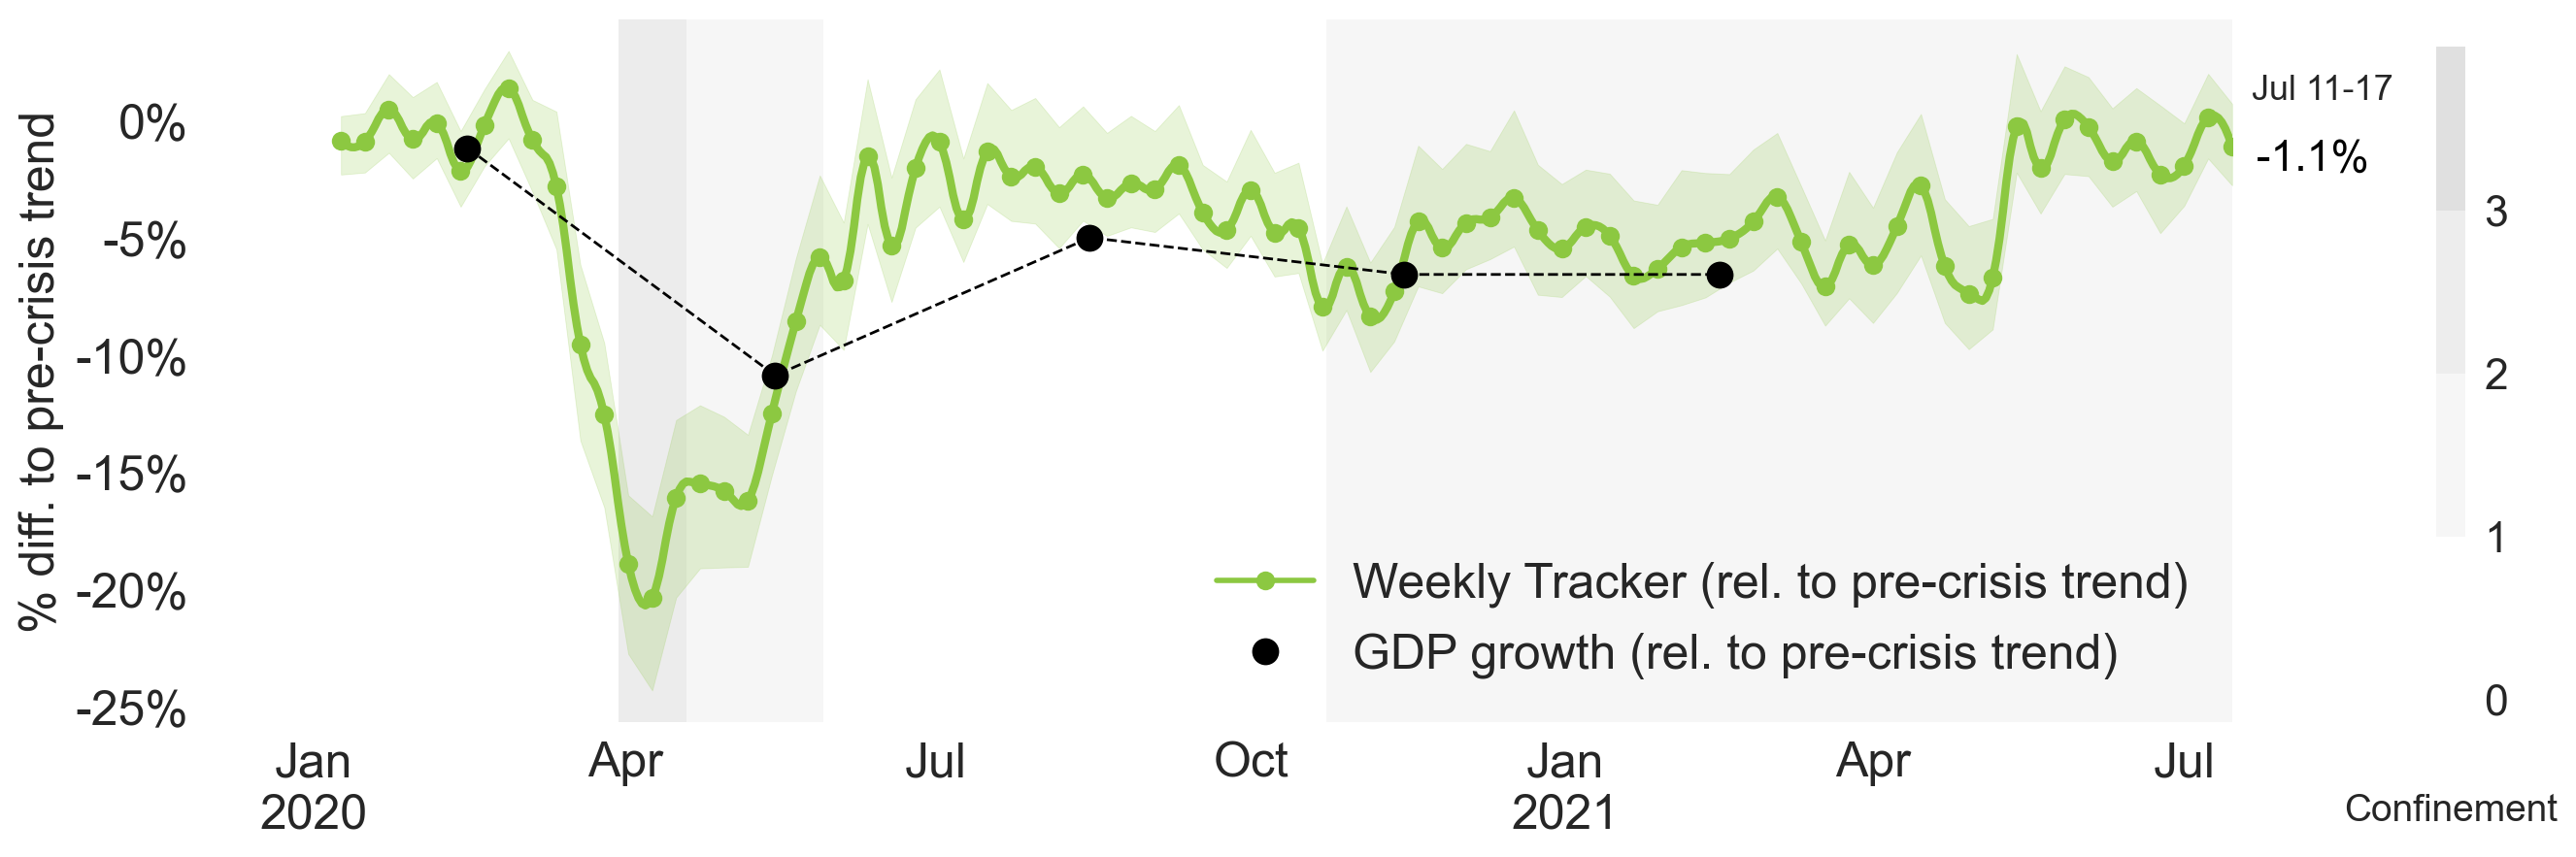 % diff. to pre-crisis trend
0%
-5%
-10%
-15%
-20%
-25%
Jan
2020
Apr
Jul
Oct
Jan
2021
Apr
Jul
Weekly Tracker (rel. to pre-crisis trend)
GDP growth (rel. to pre-crisis trend)
Jul 11-17
-1.1%
3
2
1
0
Confinement